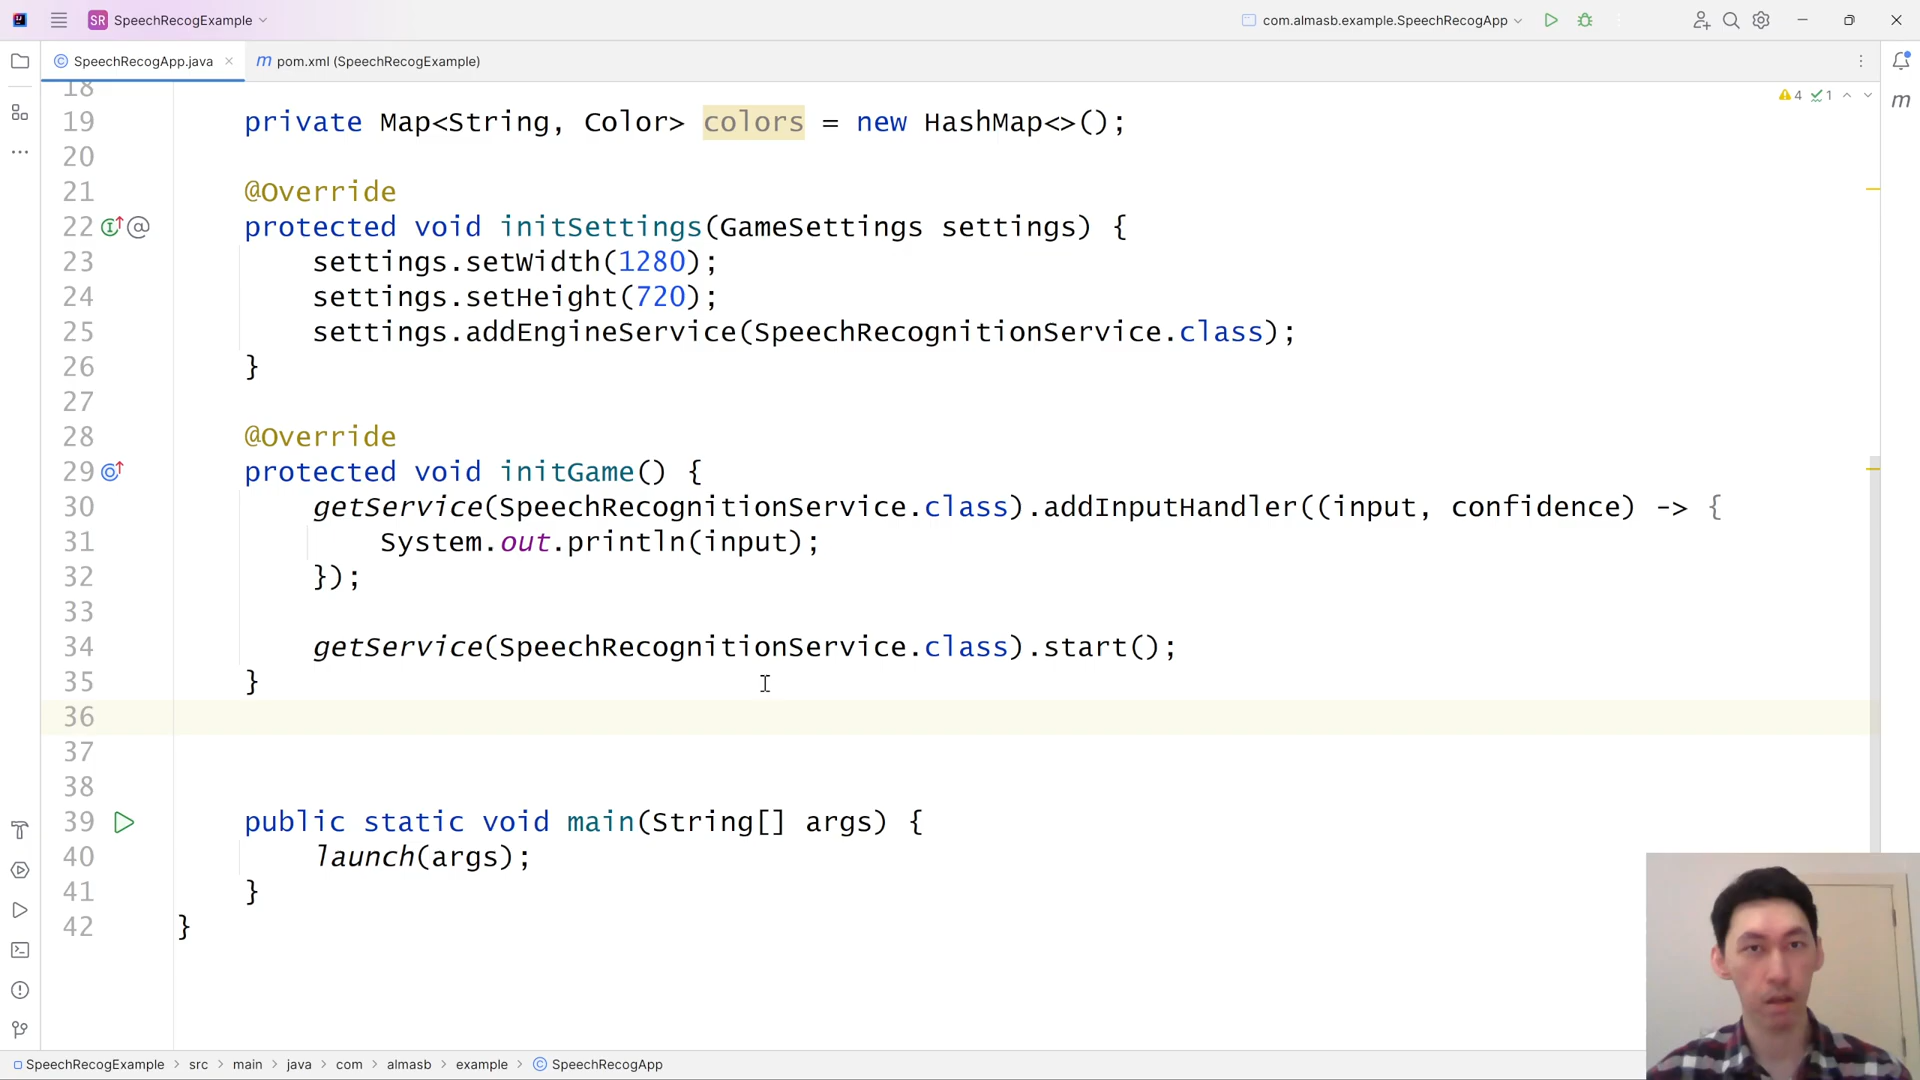 SR SpeechRecogExample
com.almasb.example.SpeechRecogApp
SpeechRecogApp.java
m pom.xml (SpeechRecogExample)
4 1
m
18
19 private Map<String, Color> colors = new HashMap<>();
20
21 @Override
22 protected void initSettings(GameSettings settings) {
23 settings.setWidth(1280);
24 settings.setHeight(720);
25 settings.addEngineService(SpeechRecognitionService.class);
26 }
27
28 @Override
29 protected void initGame() {
30 getService(SpeechRecognitionService.class).addInputHandler((input, confidence) -> {
31 System.out.println(input);
32 });
33
34 getService(SpeechRecognitionService.class).start();
35 }
36
37
38
39 public static void main(String[] args) {
40 launch(args);
41 }
42 }
SpeechRecogExample > src > main > java > com > almasb > example > SpeechRecogApp